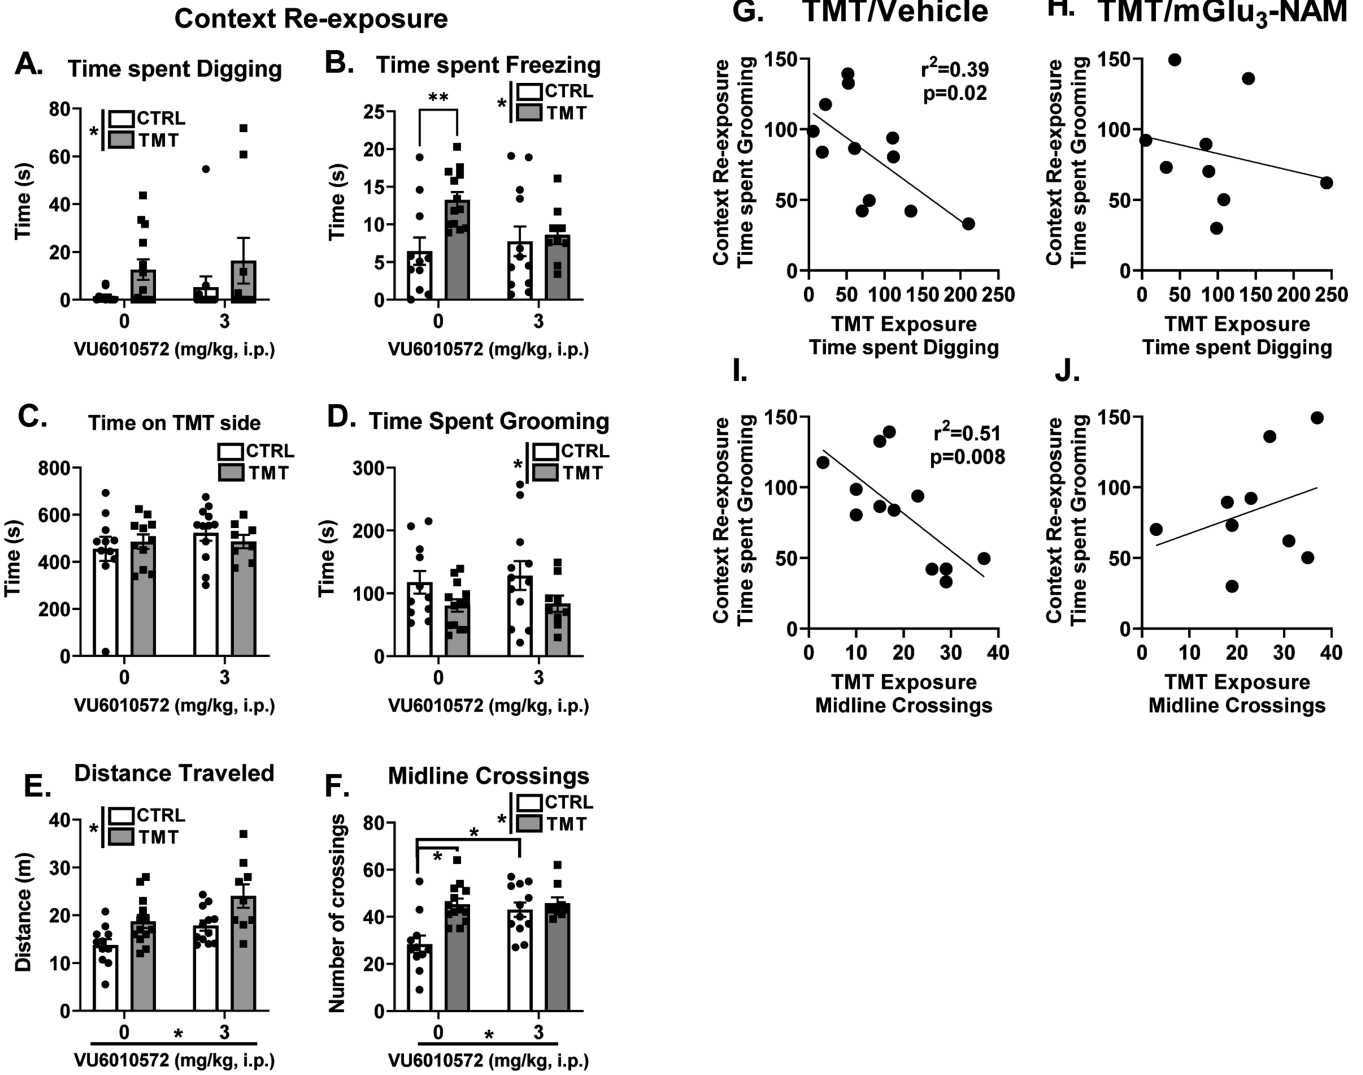 Context Re-exposure
A. Time spent Digging
* CTRL
TMT
Time (s)
80
60
40
20
0
0 3
VU6010572 (mg/kg, i.p.)
B. Time spent Freezing
* CTRL
TMT
**
Time (s)
25
20
15
10
5
0
0 3
VU6010572 (mg/kg, i.p.)
C. Time on TMT side
CTRL
TMT
Time (s)
800
600
400
200
0
0 3
VU6010572 (mg/kg, i.p.)
D. Time Spent Grooming
* CTRL
TMT
Time (s)
300
200
100
0
0 3
VU6010572 (mg/kg, i.p.)
E. Distance Traveled
* CTRL
TMT
Distance (m)
40
30
20
10
0
0 * 3
VU6010572 (mg/kg, i.p.)
F. Midline Crossings
* CTRL
TMT
*
*
Number of crossings
80
60
40
20
0
0 * 3
VU6010572 (mg/kg, i.p.)
G. TMT/Vehicle
r²=0.39
p=0.02
Context Re-exposure
Time spent Grooming
150
100
50
0
0 50 100 150 200 250
TMT Exposure
Time spent Digging
H. TMT/mGlu₃-NAM
Context Re-exposure
Time spent Grooming
150
100
50
0
0 50 100 150 200 250
TMT Exposure
Time spent Digging
I.
r²=0.51
p=0.008
Context Re-exposure
Time spent Grooming
150
100
50
0
0 10 20 30 40
TMT Exposure
Midline Crossings
J.
Context Re-exposure
Time spent Grooming
150
100
50
0
0 10 20 30 40
TMT Exposure
Midline Crossings